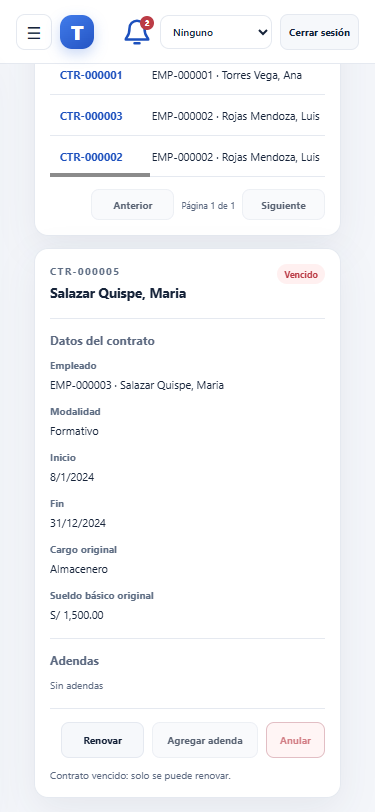 ☰ T 2 Ninguno Cerrar sesión
CTR-000001 EMP-000001 · Torres Vega, Ana
CTR-000003 EMP-000002 · Rojas Mendoza, Luis
CTR-000002 EMP-000002 · Rojas Mendoza, Luis
Anterior Página 1 de 1 Siguiente
CTR-000005 Vencido
Salazar Quispe, Maria
Datos del contrato
Empleado
EMP-000003 · Salazar Quispe, Maria
Modalidad
Formativo
Inicio
8/1/2024
Fin
31/12/2024
Cargo original
Almacenero
Sueldo básico original
S/ 1,500.00
Adendas
Sin adendas
Renovar Agregar adenda Anular
Contrato vencido: solo se puede renovar.